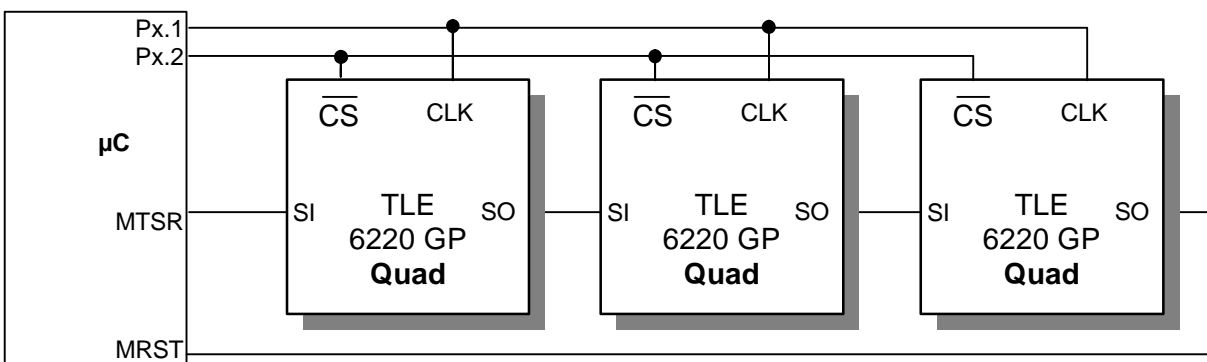 Px.1
Px.2
CS CLK CS CLK CS CLK
µC
MTSR
SI TLE SO SI TLE SO SI TLE SO
6220 GP 6220 GP 6220 GP
Quad Quad Quad
MRST